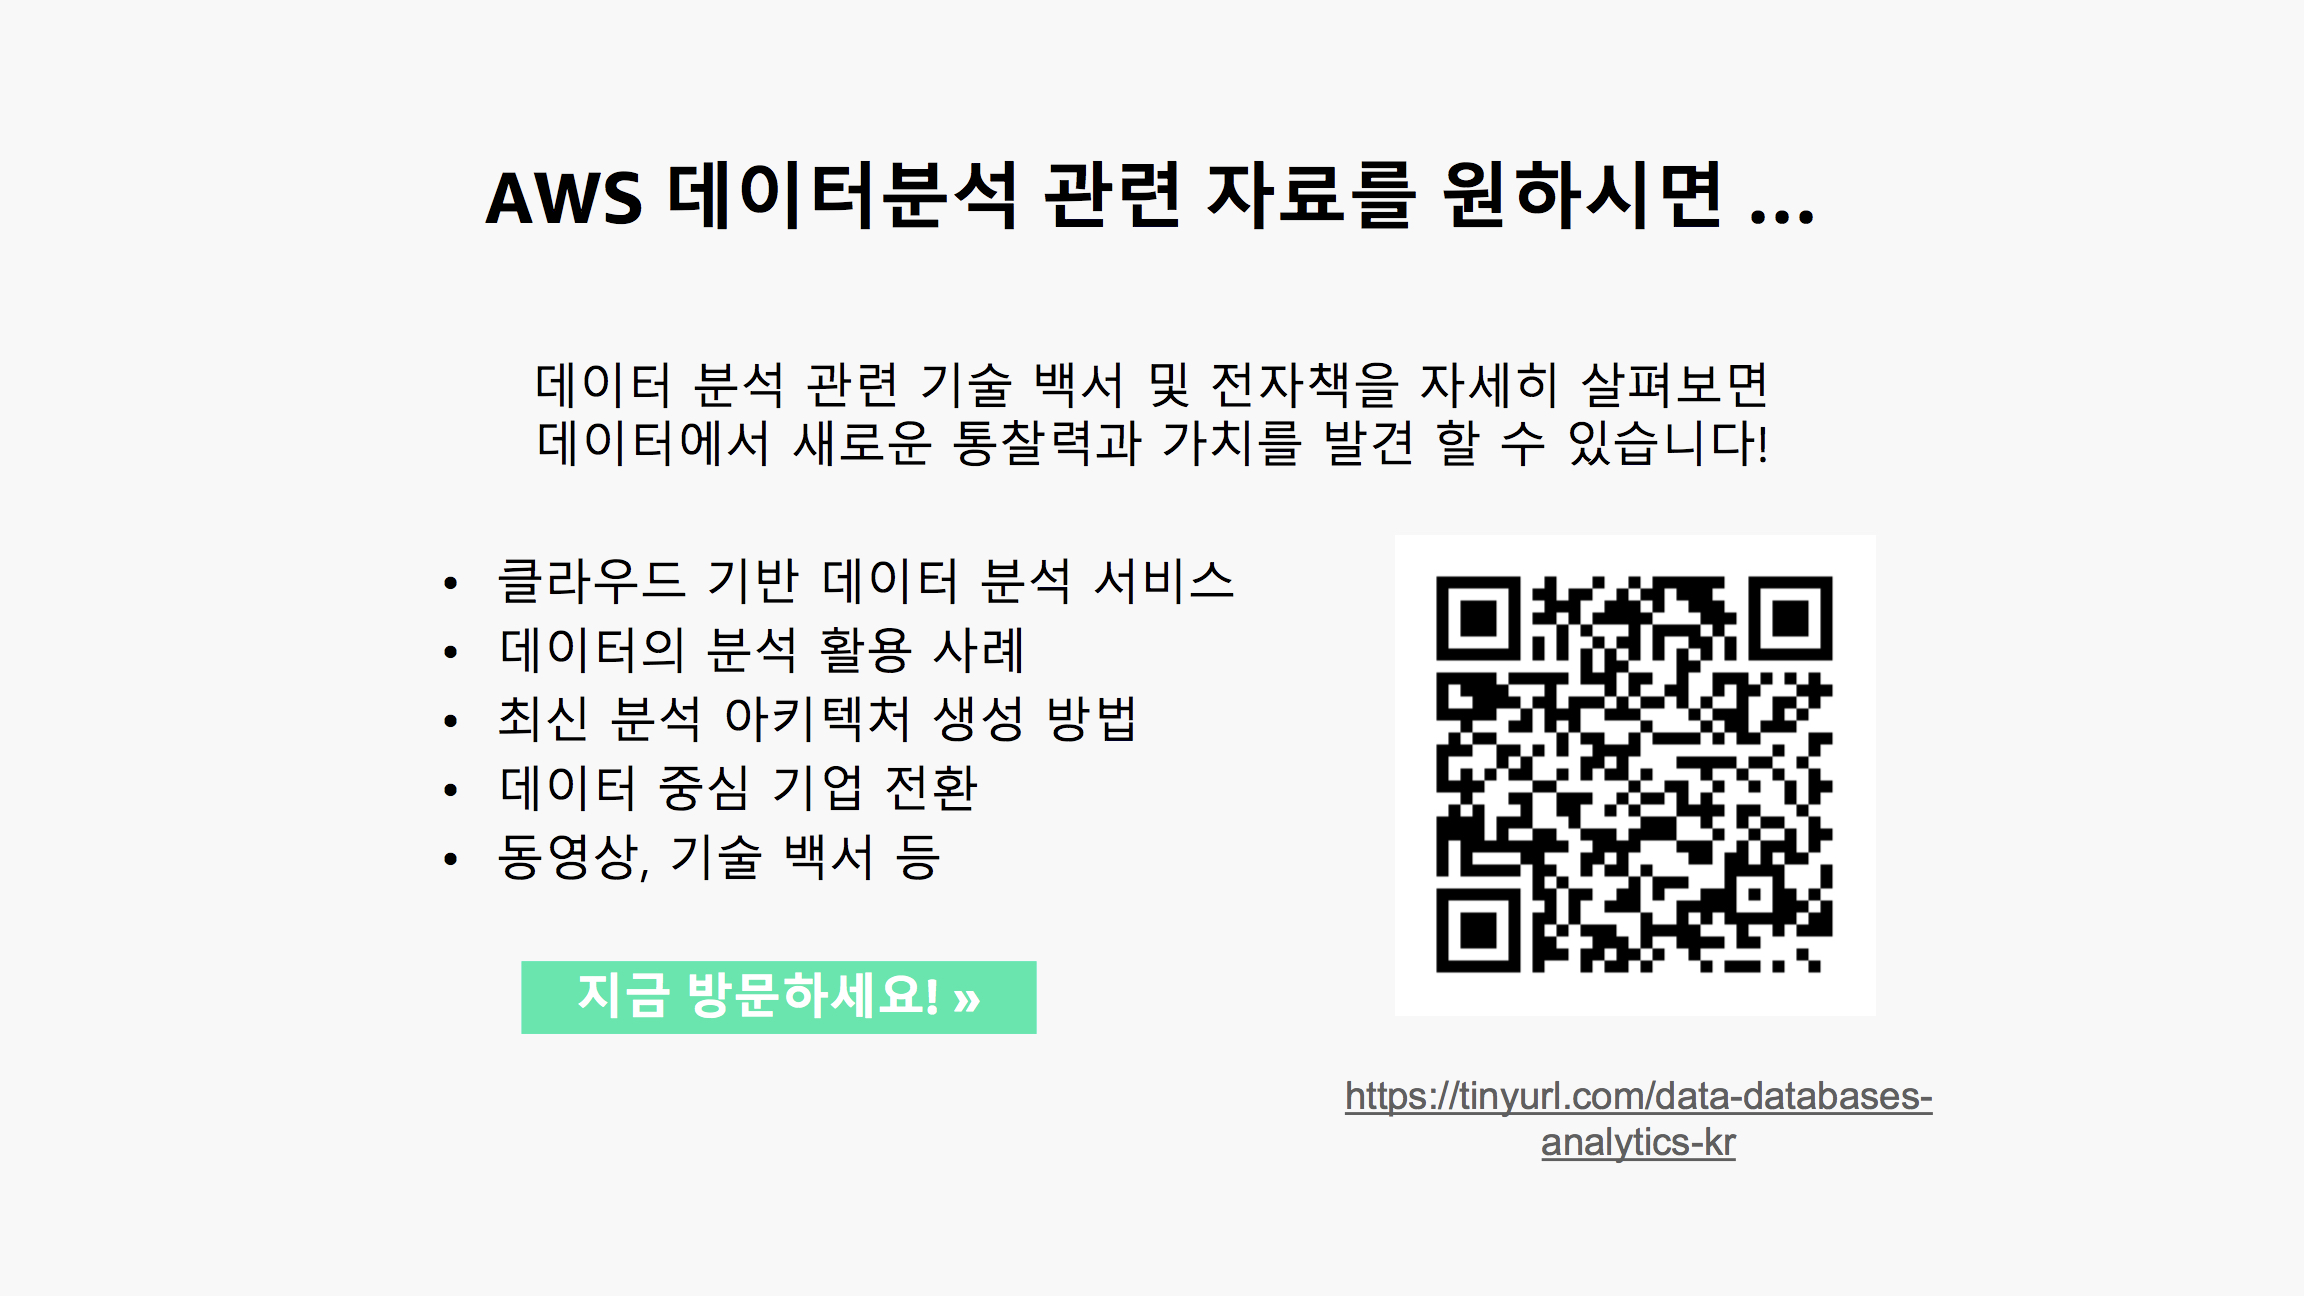 AWS 데이터분석 관련 자료를 원하시면 ...
데이터 분석 관련 기술 백서 및 전자책을 자세히 살펴보면
데이터에서 새로운 통찰력과 가치를 발견 할 수 있습니다!
• 클라우드 기반 데이터 분석 서비스
• 데이터의 분석 활용 사례
• 최신 분석 아키텍처 생성 방법
• 데이터 중심 기업 전환
• 동영상, 기술 백서 등
지금 방문하세요! »
https://tinyurl.com/data-databases-
analytics-kr